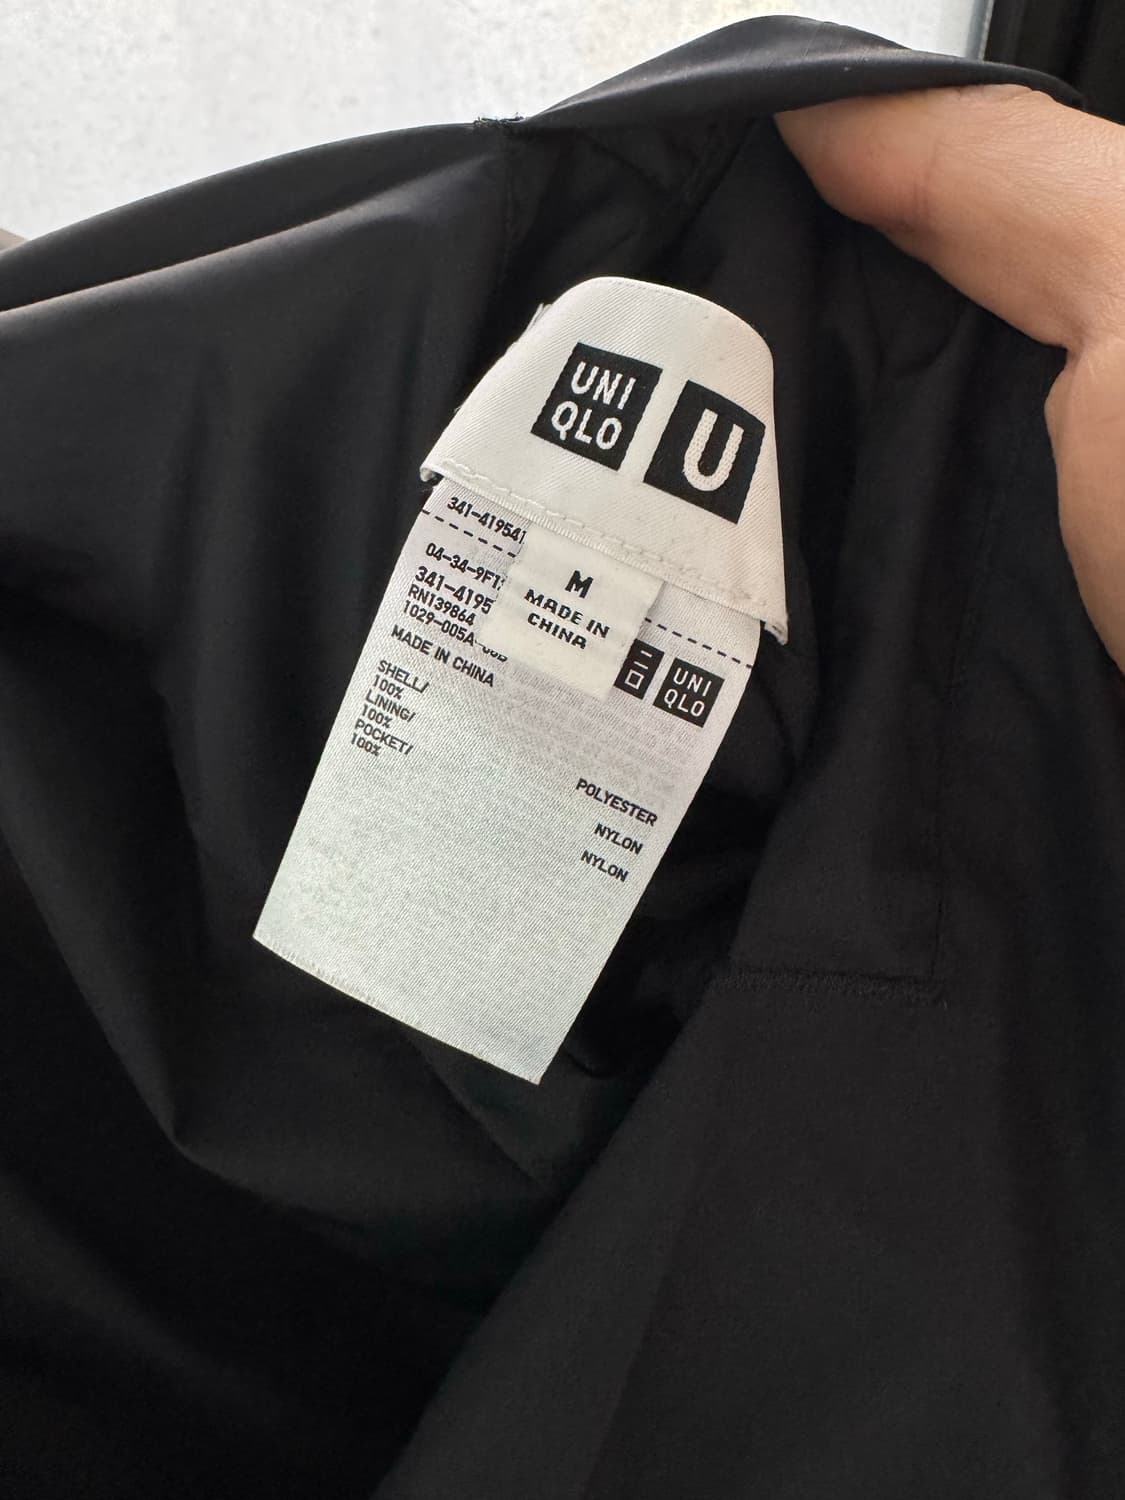 UNI
QLO
U
341-419541
M
MADE IN
CHINA
04-34-9F1
341-4195
RN139864
1029-005A
MADE IN CHINA
UNI
QLO
SHELL/
100%
POLYESTER
LINING/
100%
NYLON
POCKET/
100%
NYLON